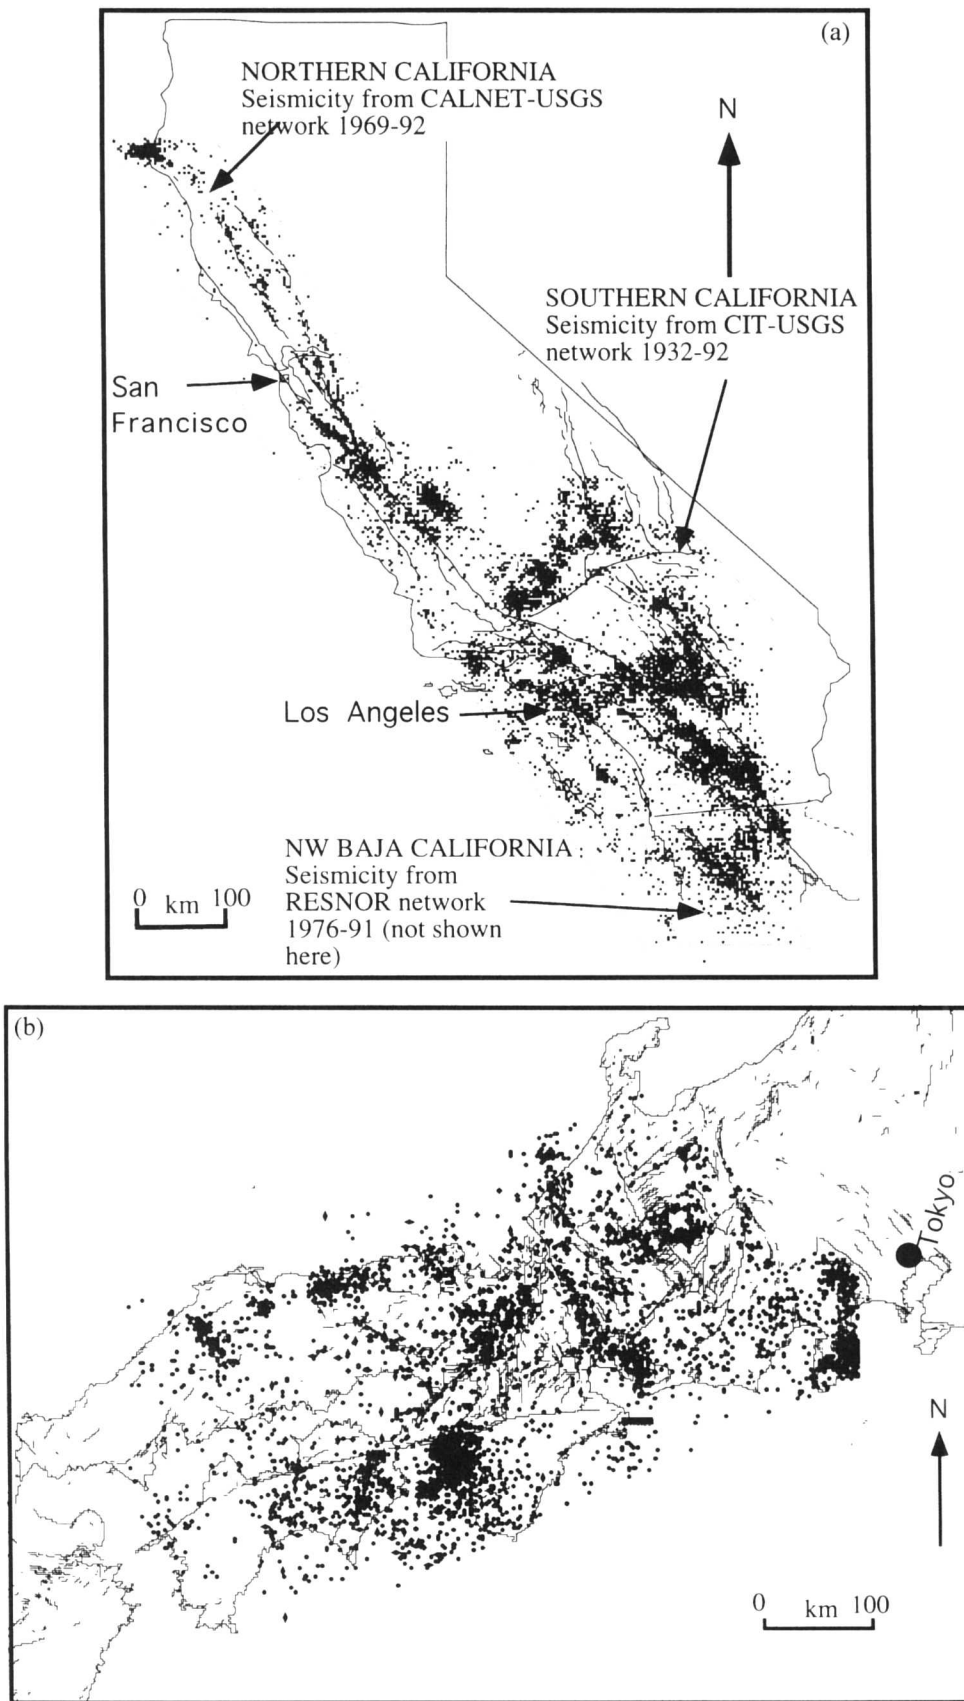 (a)
NORTHERN CALIFORNIA
Seismicity from CALNET-USGS
network 1969-92
N
SOUTHERN CALIFORNIA
Seismicity from CIT-USGS
network 1932-92
San
Francisco
Los Angeles
NW BAJA CALIFORNIA :
Seismicity from
RESNOR network
1976-91 (not shown
here)
0 km 100
(b)
Tokyo
N
0 km 100